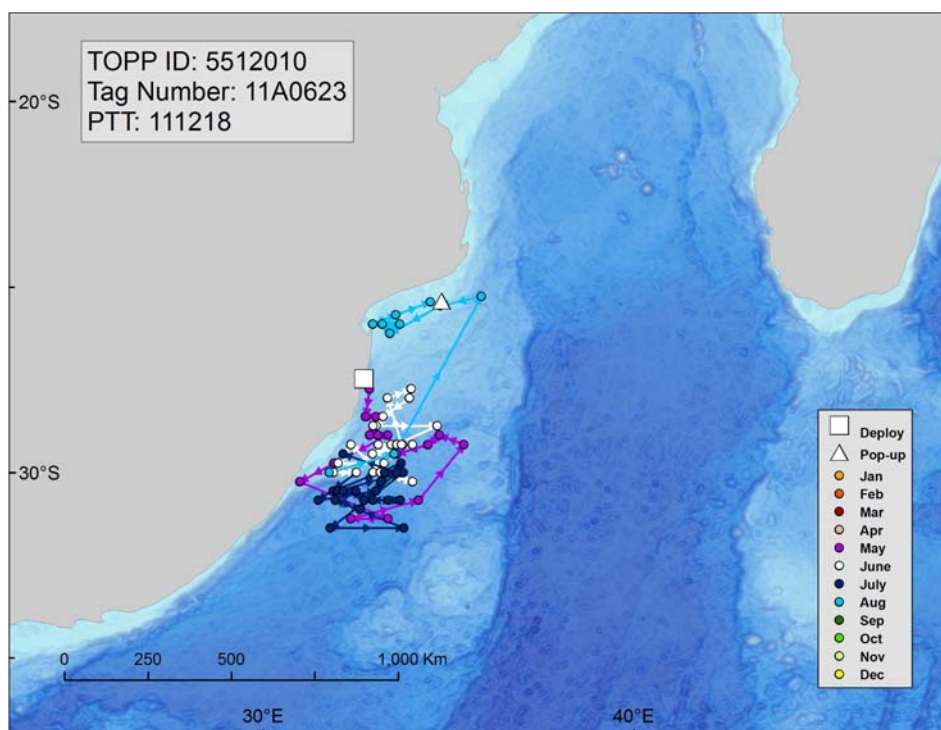 TOPP ID: 5512010
Tag Number: 11A0623
PTT: 111218
20°S
30°S
Deploy
Pop-up
Jan
Feb
Mar
Apr
May
June
July
Aug
Sep
Oct
Nov
Dec
0 250 500 1,000 Km
30°E 40°E